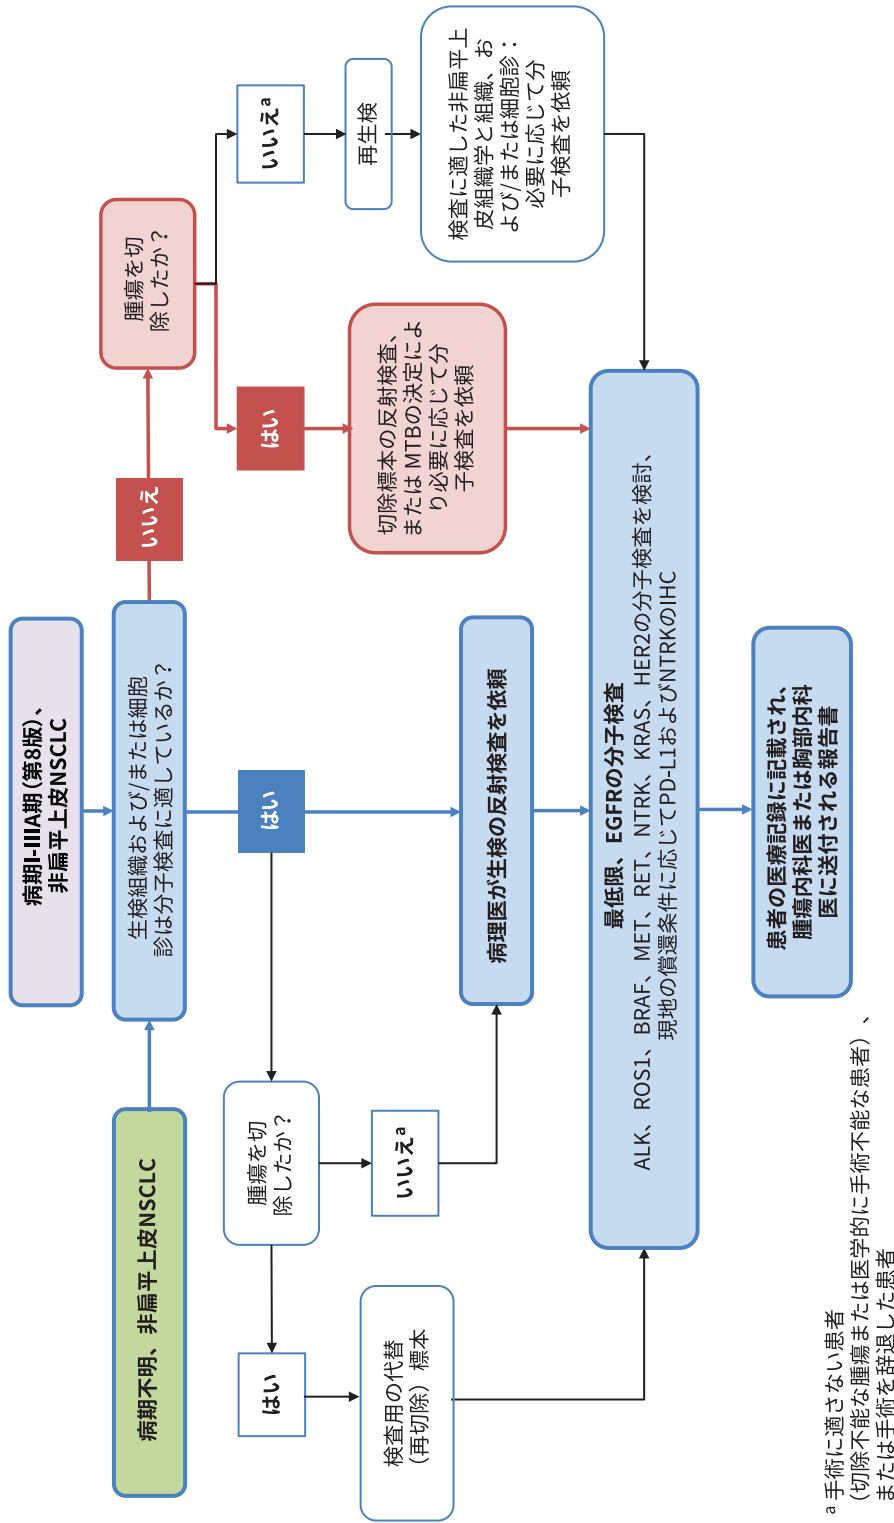 病期I-IIIA期（第8版）、
非扁平上皮NSCLC
病期不明、非扁平上皮NSCLC
生検組織および/または細胞
診は分子検査に適しているか？
いいえ
腫瘍を切
除したか？
はい
腫瘍を切
除したか？
はい
いいえa
はい
いいえa
再生検
検査用の代替
（再切除）標本
病理医が生検の反射検査を依頼
切除標本の反射検査、
または MTBの決定によ
り必要に応じて分
子検査を依頼
検査に適した非扁平上
皮組織学と組織、お
よび/または細胞診：
必要に応じて分
子検査を依頼
最低限、EGFRの分子検査
ALK、ROS1、BRAF、MET、RET、NTRK、KRAS、HER2の分子検査を検討、
現地の償還条件に応じてPD-L1およびNTRKのIHC
患者の医療記録に記載され、
腫瘍内科医または胸部内科
医に送付される報告書
a 手術に適さない患者
（切除不能な腫瘍または医学的に手術不能な患者）、
または手術を辞退した患者